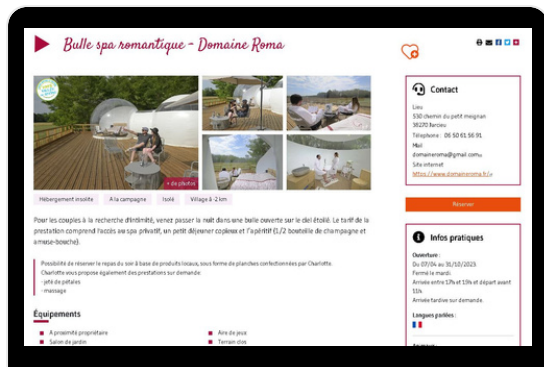 Bulle spa romantique - Domaine Roma
+ de photos
Hébergement insolite
A la campagne
Isolé
Village à -2 km
Pour les couples à la recherche d'intimité, venez passer la nuit dans une bulle ouverte sur le ciel étoilé. Le tarif de la
prestation comprend l'accès au spa privatif, un petit déjeuner copieux et l'apéritif (1/2 bouteille de champagne et
amuse-bouche).
Possibilité de réserver le repas du soir à base de produits locaux, sous forme de planches confectionnées par Charlotte.
Charlotte vous propose également des prestations sur demande:
- jeté de pétales
- massage
Équipements
A proximité propriétaire
Salon de jardin
Aire de jeux
Terrain clos
Contact
Lieu
530 chemin du petit meignan
38270
Téléphone : 06 50 61 56 91
Mail
domaineroma@gmail.com
Site internet
https://www.domaineroma.fr/
Réserver
Infos pratiques
Ouverture :
Du 07/04 au 31/10/2023
Fermé le mardi.
Arrivée entre 17h et 19h et départ avant
11h.
Arrivée tardive sur demande.
Langues parlées :